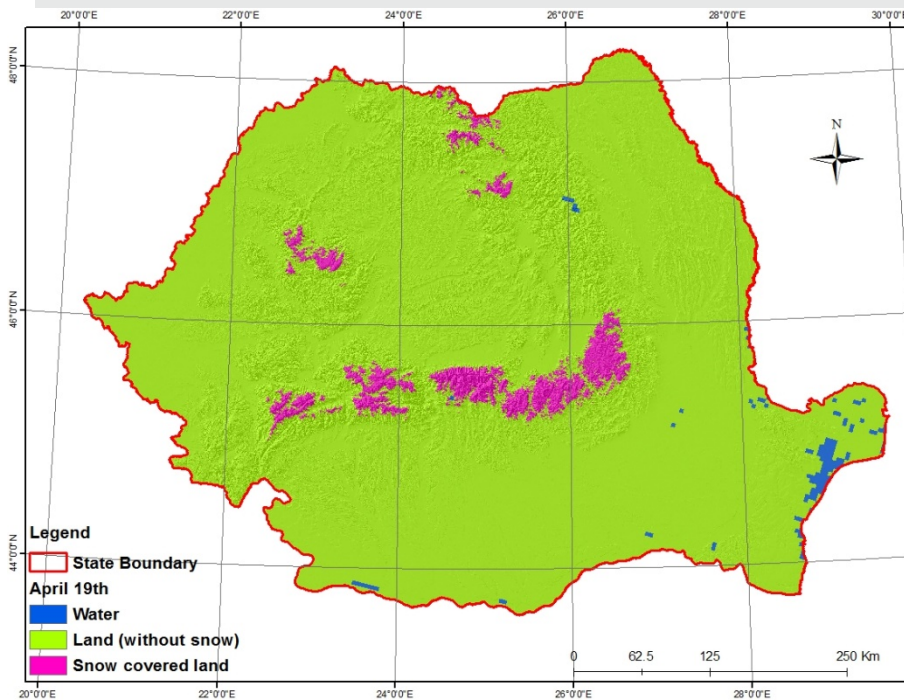 20°0'0"E 22°0'0"E 24°0'0"E 26°0'0"E 28°0'0"E 30°0'0"E
48°0'0"N
N
46°0'0"N
44°0'0"N
Legend
State Boundary
April 19th
Water
Land (without snow)
Snow covered land
0 62.5 125 250 Km
20°0'0"E 22°0'0"E 24°0'0"E 26°0'0"E 28°0'0"E